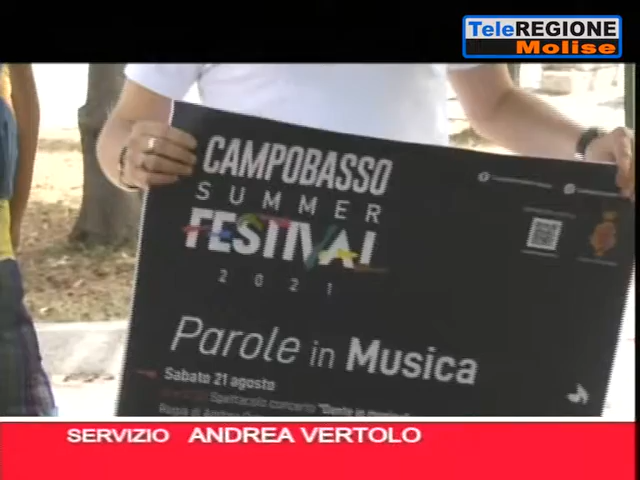 TeleREGIONE
Molise
CAMPOBASSO
SUMMER
FESTIVAL
2021
Parole in Musica
Sabato 21 agosto
Spettacolo concerto
SERVIZIO ANDREA VERTOLO